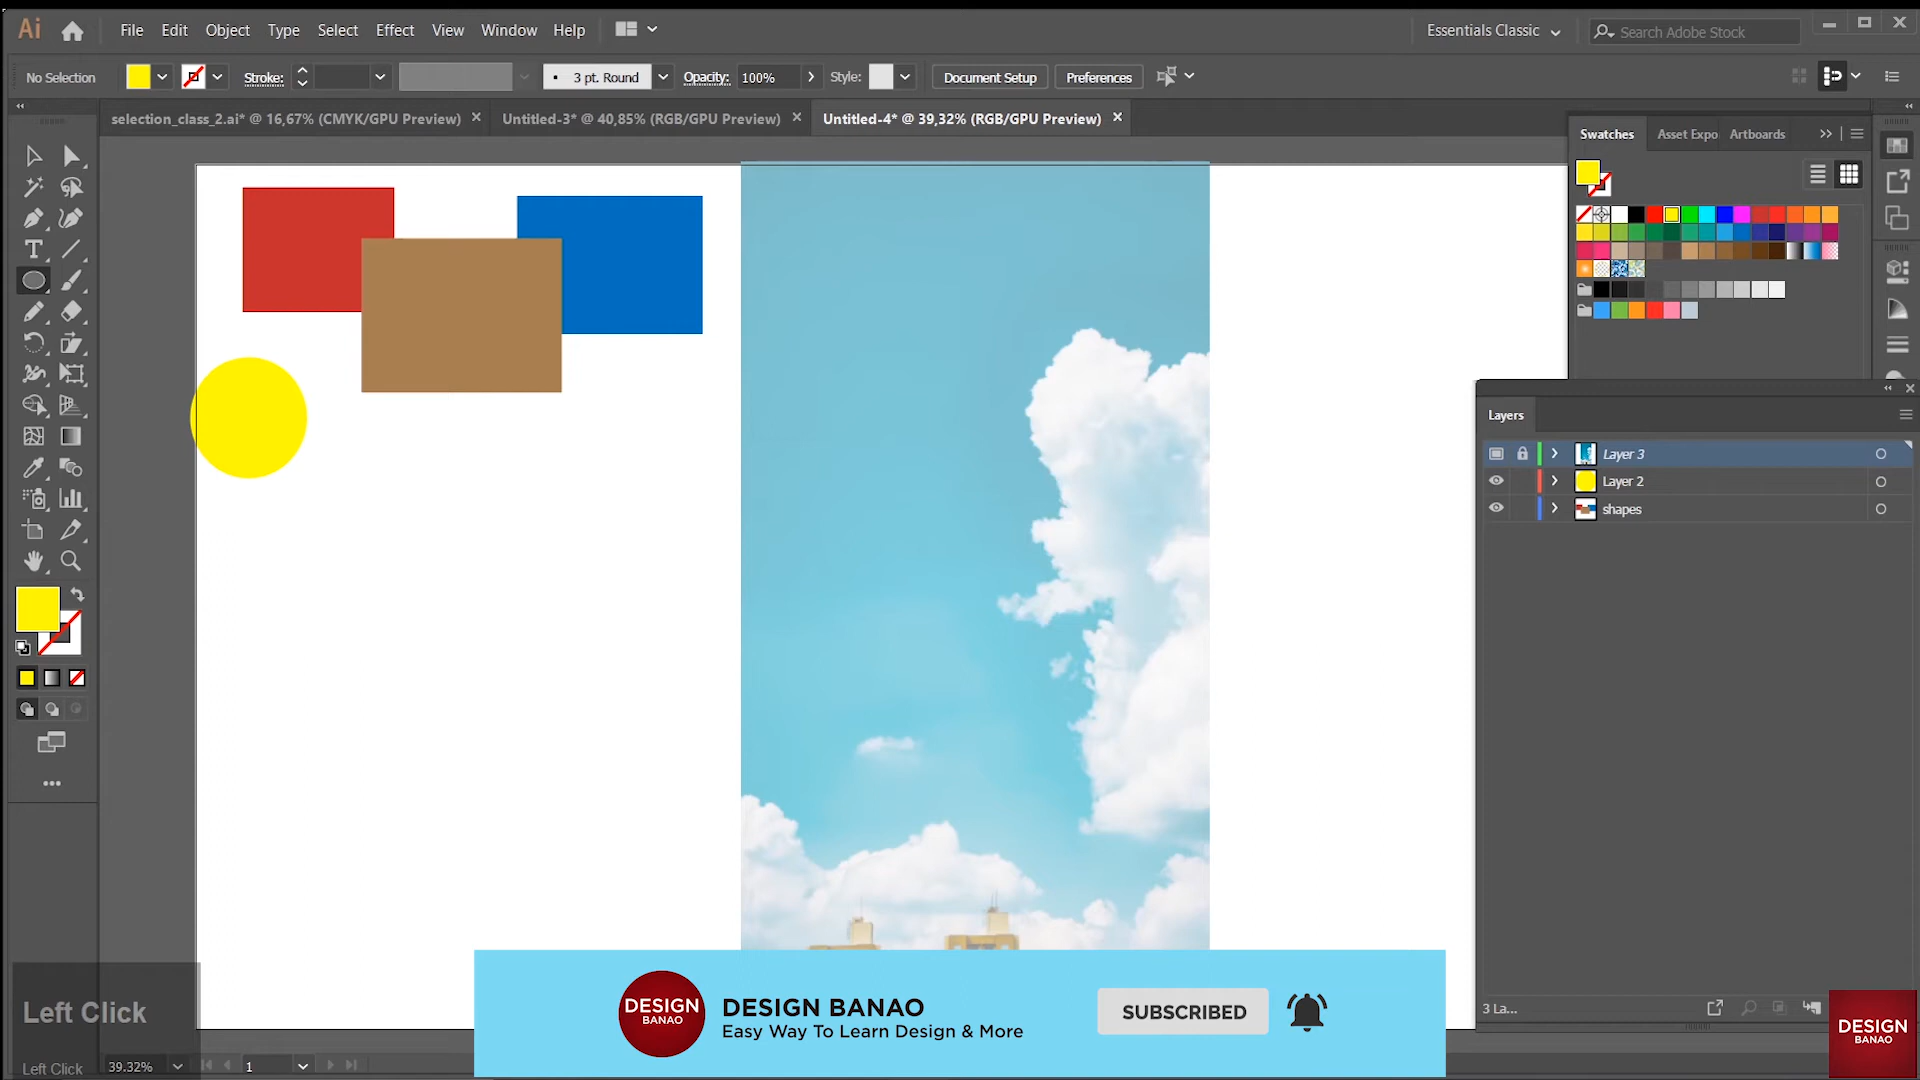 Ai File Edit Object Type Select Effect View Window Help Essentials Classic Search Adobe Stock
No Selection Stroke: 3 pt. Round Opacity: 100% Style: Document Setup Preferences
selection_class_2.ai* @ 16,67% (CMYK/GPU Preview) Untitled-3* @ 40,85% (RGB/GPU Preview) Untitled-4* @ 39,32% (RGB/GPU Preview)
Swatches Asset Expo Artboards
Layers
Layer 3
Layer 2
shapes
3 La...
Left Click
Left Click
39.32% 1
DESIGN
BANAO
DESIGN BANAO
Easy Way To Learn Design & More
SUBSCRIBED
DESIGN
BANAO